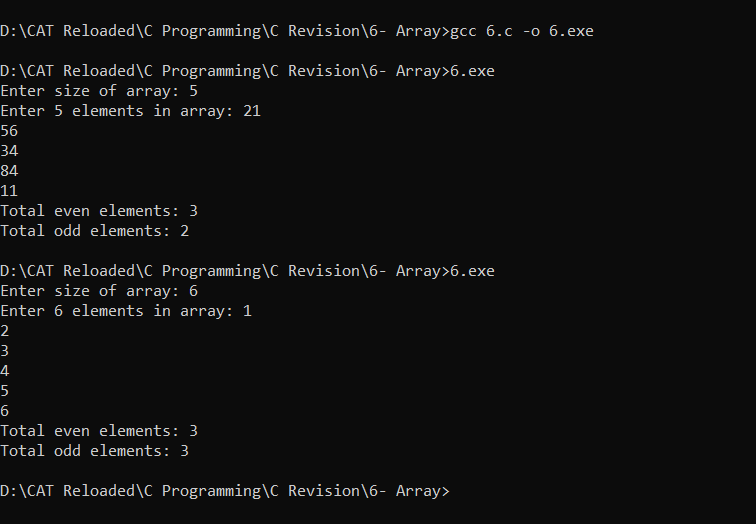 D:\CAT Reloaded\C Programming\C Revision\6- Array>gcc 6.c -o 6.exe
D:\CAT Reloaded\C Programming\C Revision\6- Array>6.exe
Enter size of array: 5
Enter 5 elements in array: 21
56
34
84
11
Total even elements: 3
Total odd elements: 2
D:\CAT Reloaded\C Programming\C Revision\6- Array>6.exe
Enter size of array: 6
Enter 6 elements in array: 1
2
3
4
5
6
Total even elements: 3
Total odd elements: 3
D:\CAT Reloaded\C Programming\C Revision\6- Array>